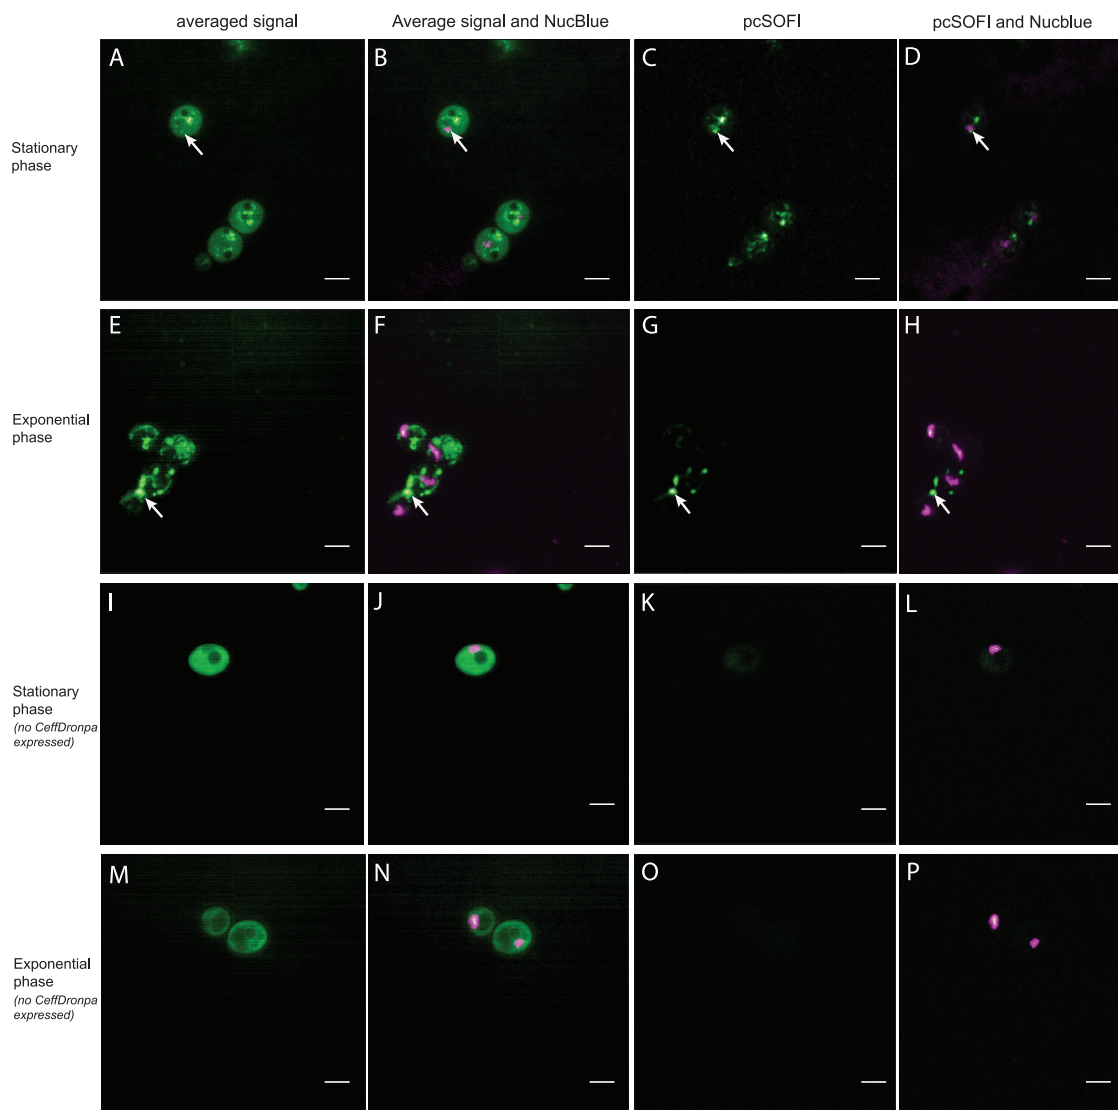 averaged signal
Average signal and NucBlue
pcSOFI
pcSOFI and Nucblue
Stationary
phase
A
B
C
D
Exponential
phase
E
F
G
H
Stationary
phase
(no CeffDronpa
expressed)
I
J
K
L
Exponential
phase
(no CeffDronpa
expressed)
M
N
O
P